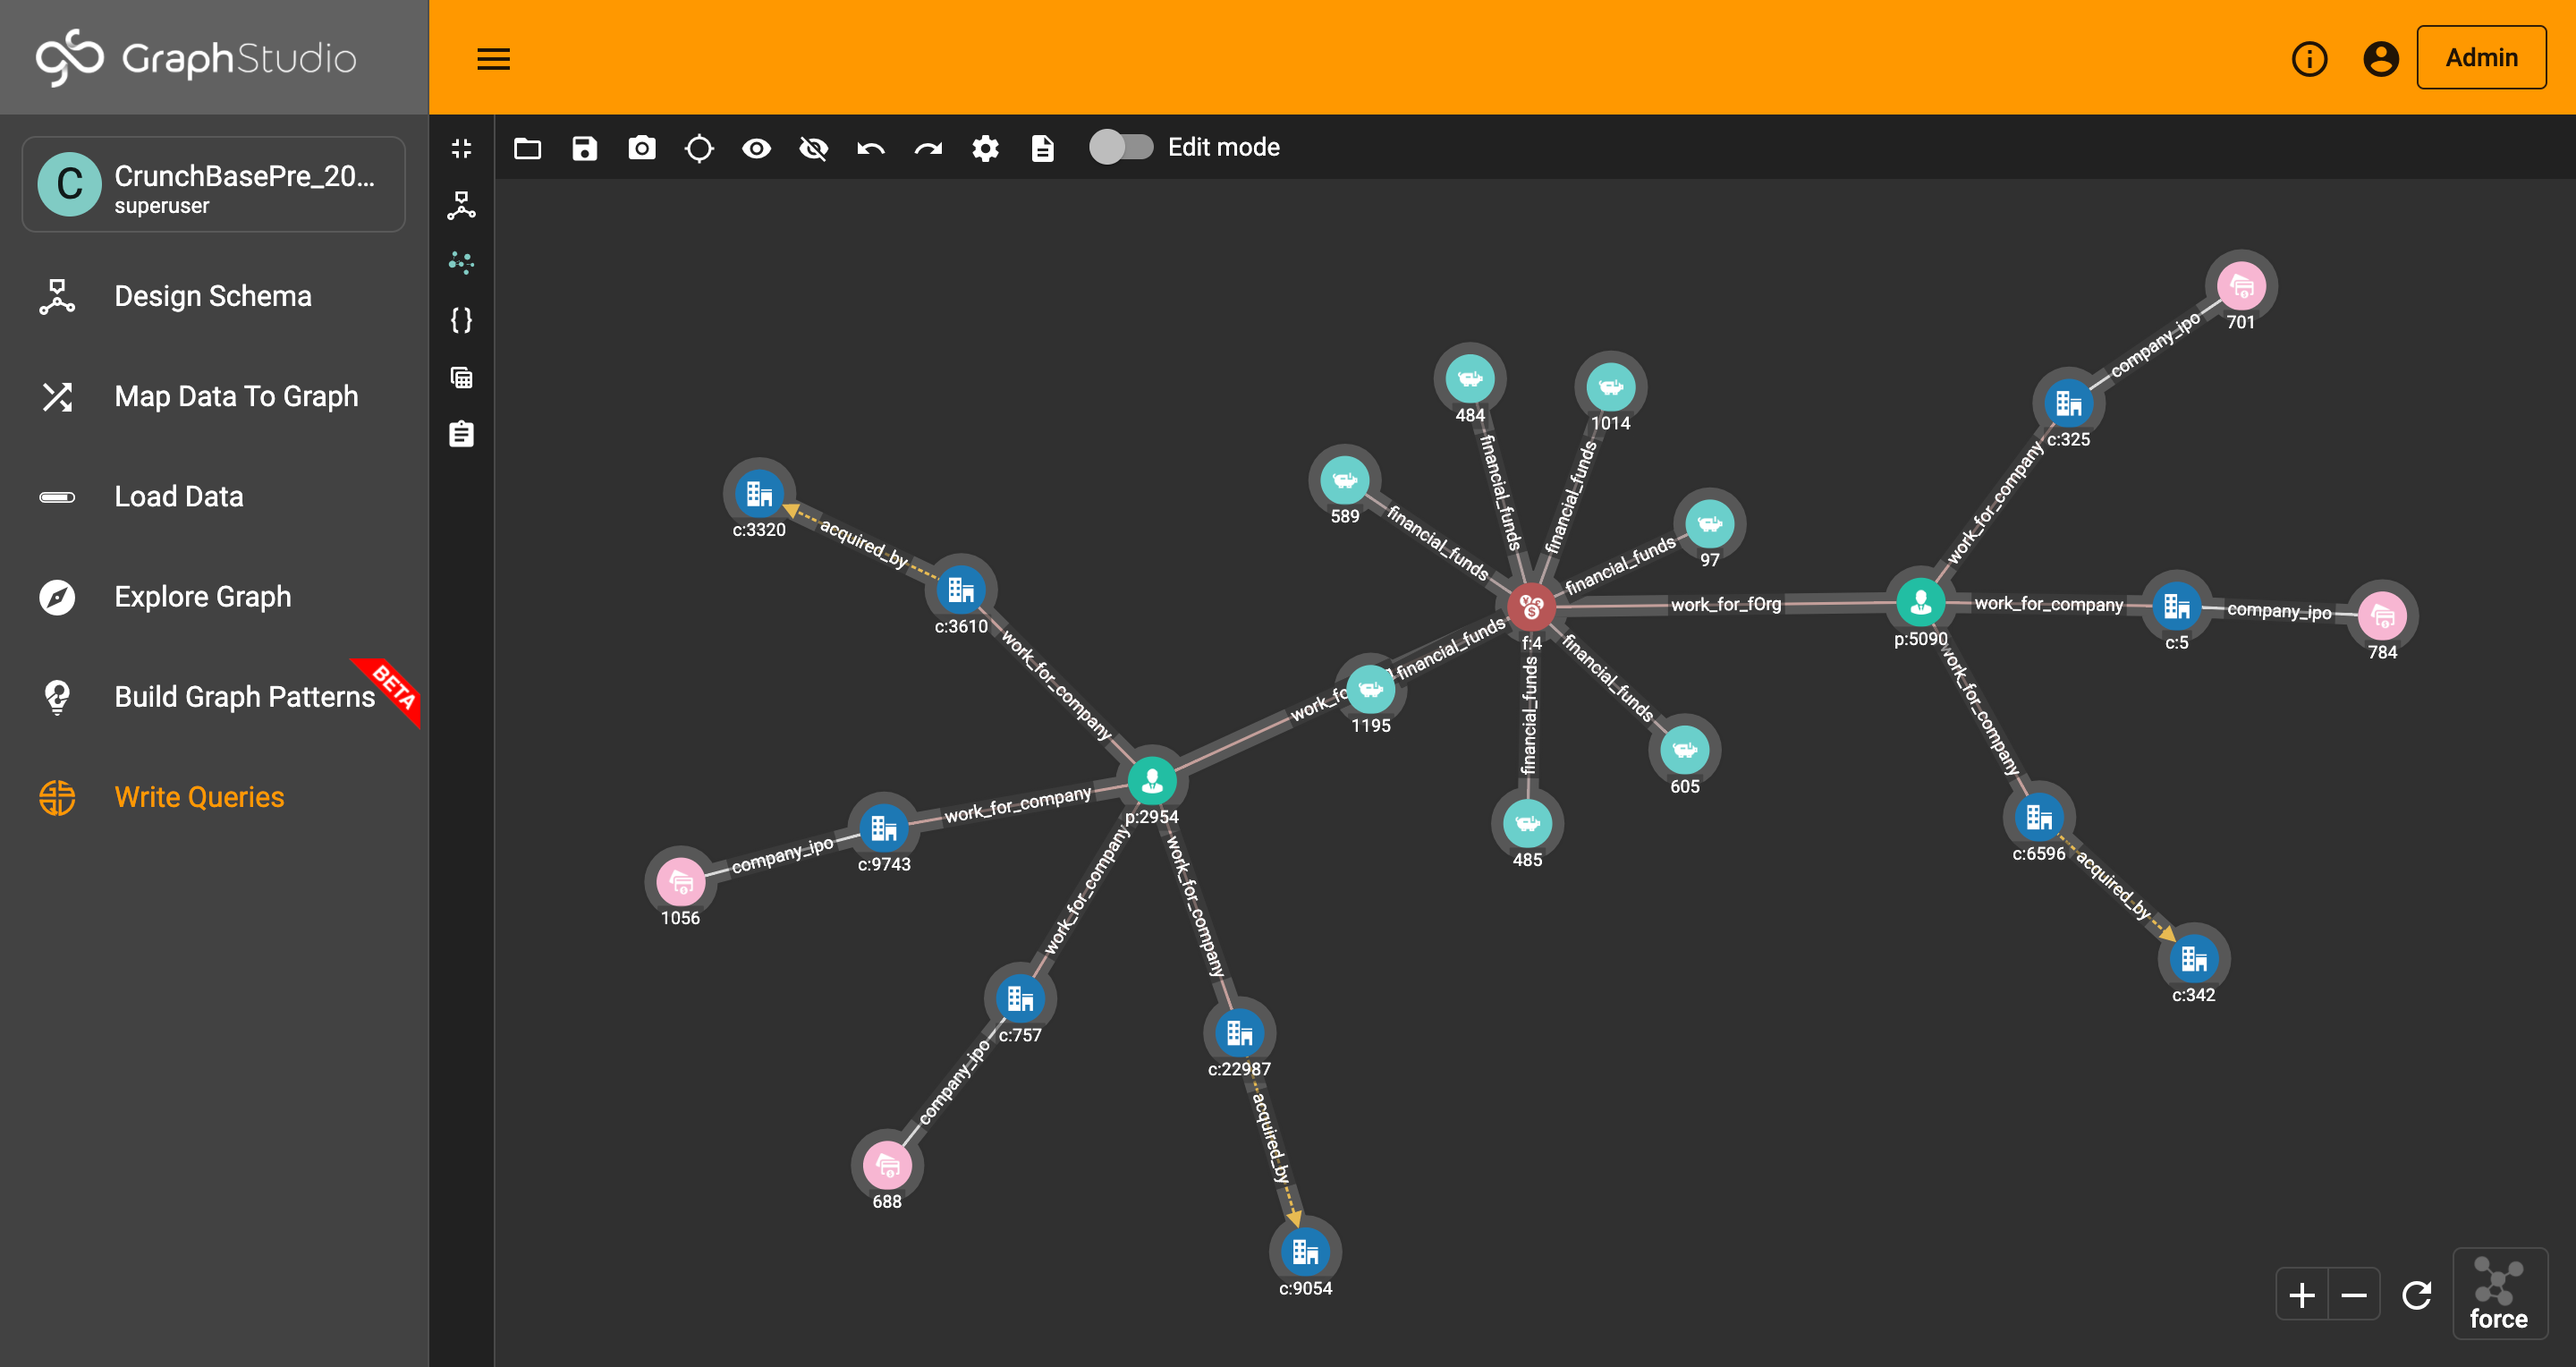 GraphStudio
Admin
C
CrunchBasePre_20...
superuser
Edit mode
Design Schema
Map Data To Graph
Load Data
Explore Graph
Build Graph Patterns
BETA
Write Queries
701
company_ipo
c:325
work_for_company
484
1014
589
97
financial_funds
financial_funds
financial_funds
financial_funds
c:3320
acquired_by
c:3610
work_for_company
f:4
work_for_fOrg
p:5090
work_for_company
c:5
company_ipo
784
financial_funds
financial_funds
financial_funds
work_for_company
1195
605
485
p:2954
work_for_company
c:9743
company_ipo
1056
c:6596
acquired_by
c:342
work_for_company
work_for_company
c:757
company_ipo
688
c:22987
acquired_by
c:9054
force